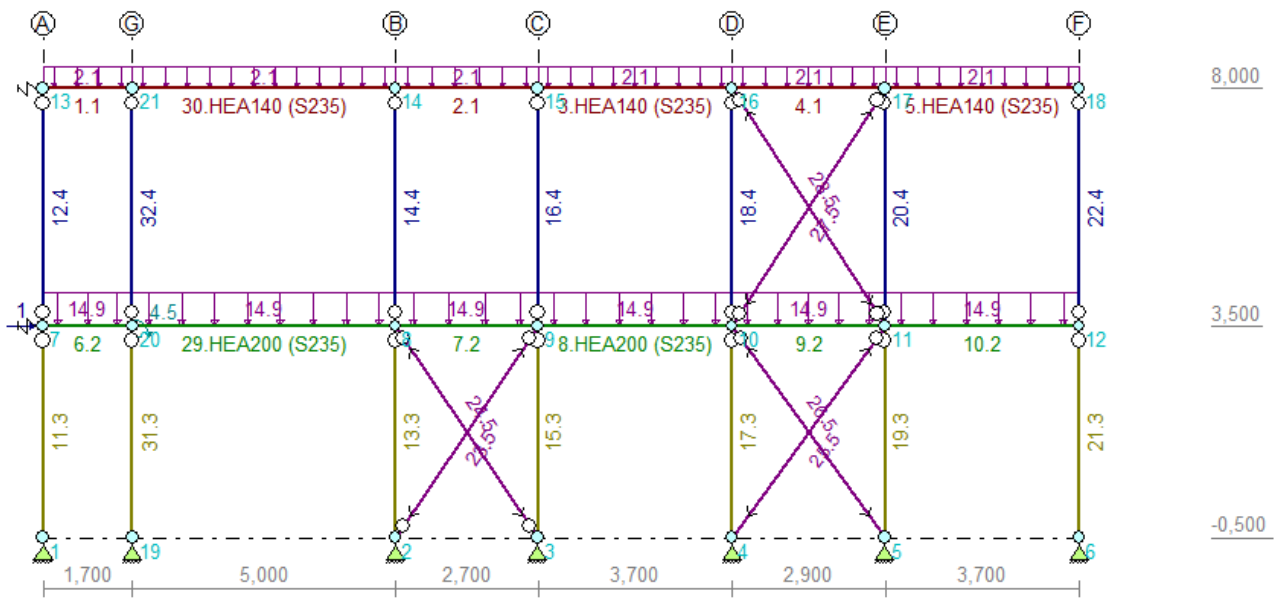 A G B C D E F
2.1 2.1 2.1 2.1 2.1 2.1
8,000
13 21 14 15 16 17 18
1.1 30.HEA140 (S235) 2.1 3.HEA140 (S235) 4.1 5.HEA140 (S235)
12.4 32.4 14.4 16.4 18.4 20.4 22.4
1 14.9 4.5 14.9 14.9 14.9 14.9 14.9
3,500
7 20 8 9 10 11 12
6.2 29.HEA200 (S235) 7.2 8.HEA200 (S235) 9.2 10.2
11.3 31.3 13.3 15.3 17.3 19.3 21.3
-0,500
1 19 2 3 4 5 6
1,700 5,000 2,700 3,700 2,900 3,700